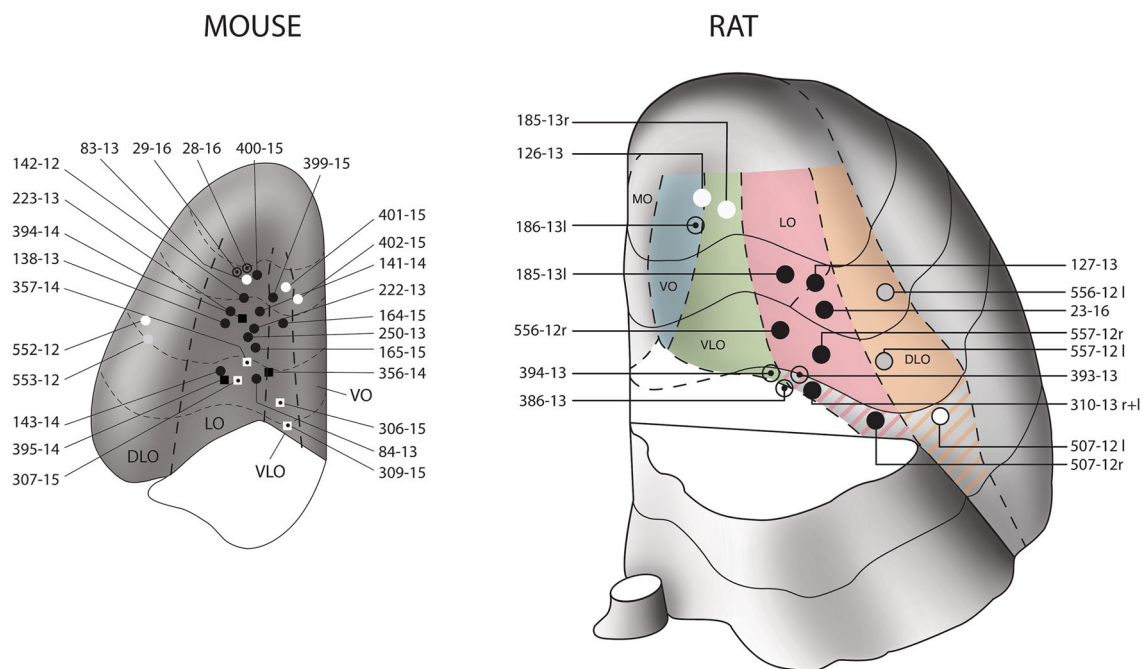 MOUSE
RAT
83-13
29-16
28-16
400-15
399-15
142-12
223-13
394-14
138-13
357-14
552-12
553-12
143-14
395-14
307-15
401-15
402-15
141-14
222-13
164-15
250-13
165-15
356-14
VO
306-15
84-13
309-15
LO
DLO
VLO
185-13r
126-13
186-13l
185-13l
556-12r
394-13
386-13
MO
VO
VLO
LO
DLO
127-13
556-12 l
23-16
557-12r
557-12 l
393-13
310-13 r+l
507-12 l
507-12r